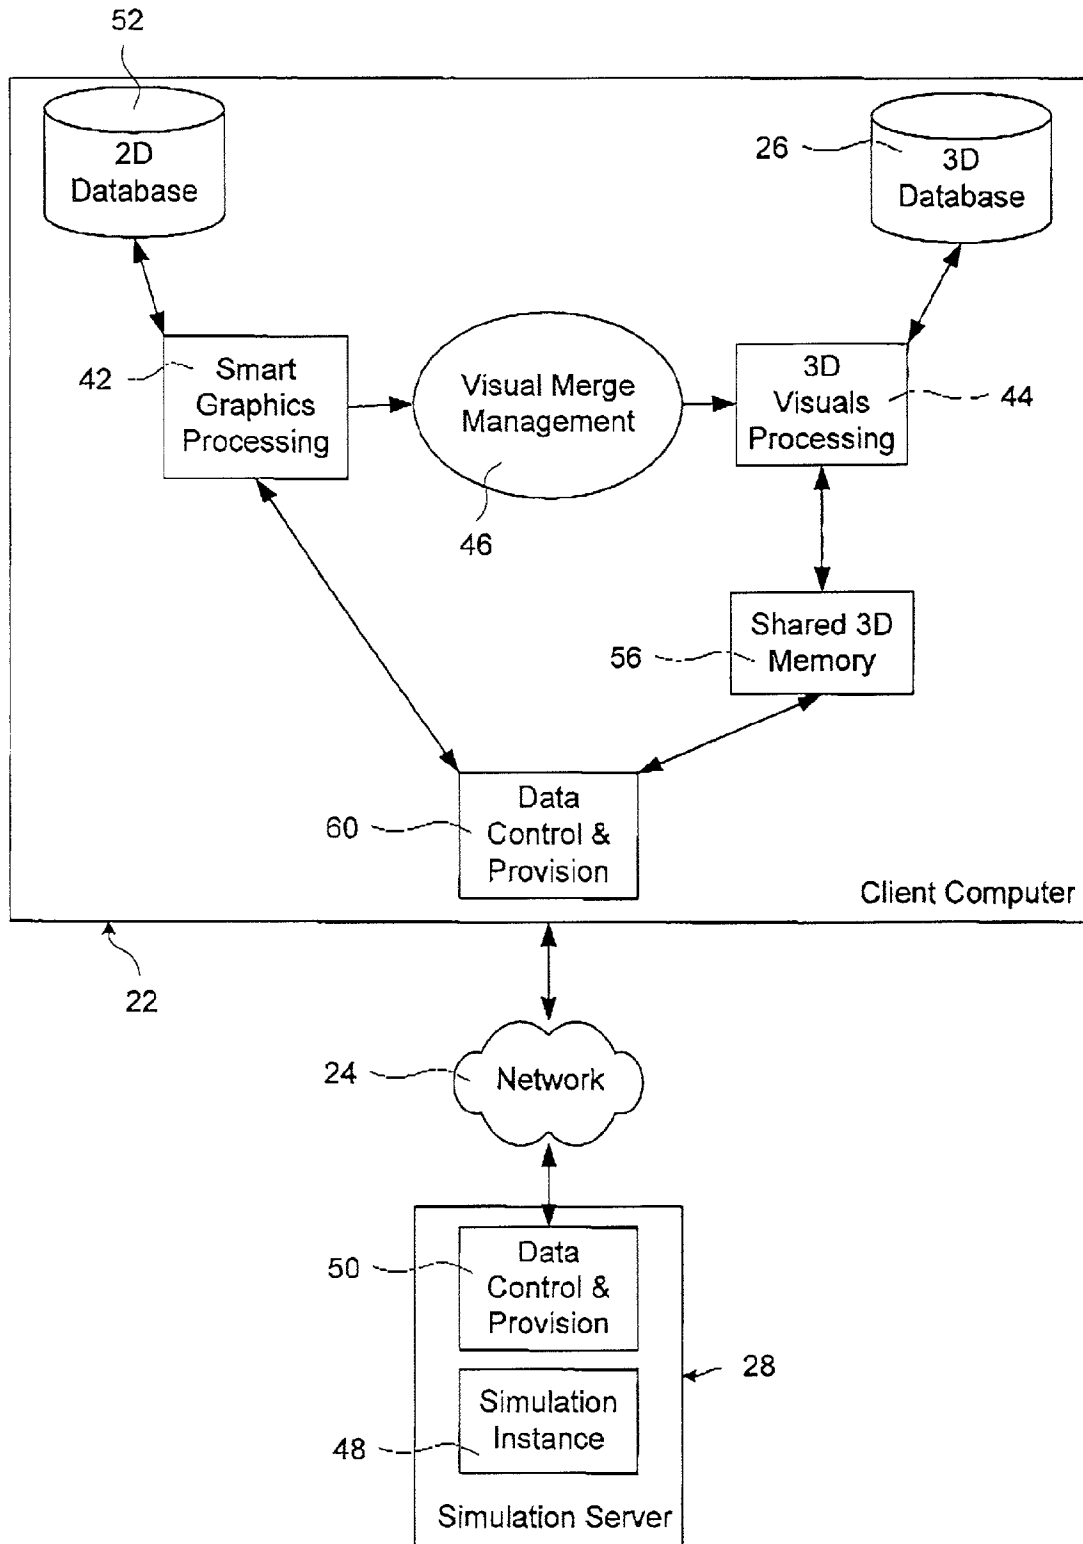 52
2D
Database
26
3D
Database
42
Smart
Graphics
Processing
Visual Merge
Management
3D
Visuals
Processing
44
46
Shared 3D
Memory
56
Data
Control &
Provision
60
Client Computer
22
24
Network
50
Data
Control &
Provision
28
Simulation
Instance
48
Simulation Server